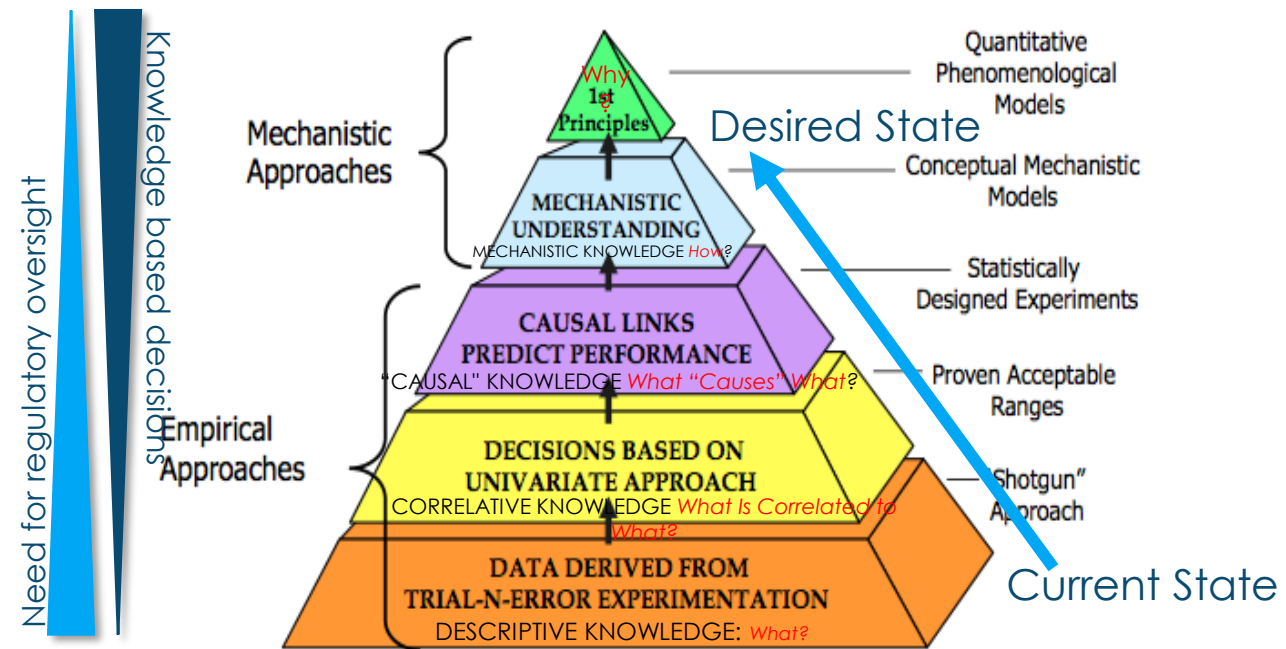 Need for regulatory oversight
Knowledge based decisions
Mechanistic
Approaches
Empirical
Approaches
Why
?
1st
Principles
MECHANISTIC
UNDERSTANDING
MECHANISTIC KNOWLEDGE How?
CAUSAL LINKS
PREDICT PERFORMANCE
"CAUSAL" KNOWLEDGE What "Causes" What?
DECISIONS BASED ON
UNIVARIATE APPROACH
CORRELATIVE KNOWLEDGE What Is Correlated to
What?
DATA DERIVED FROM
TRIAL-N-ERROR EXPERIMENTATION
DESCRIPTIVE KNOWLEDGE: What?
Quantitative
Phenomenological
Models
Desired State
Conceptual Mechanistic
Models
Statistically
Designed Experiments
Proven Acceptable
Ranges
"Shotgun"
Approach
Current State